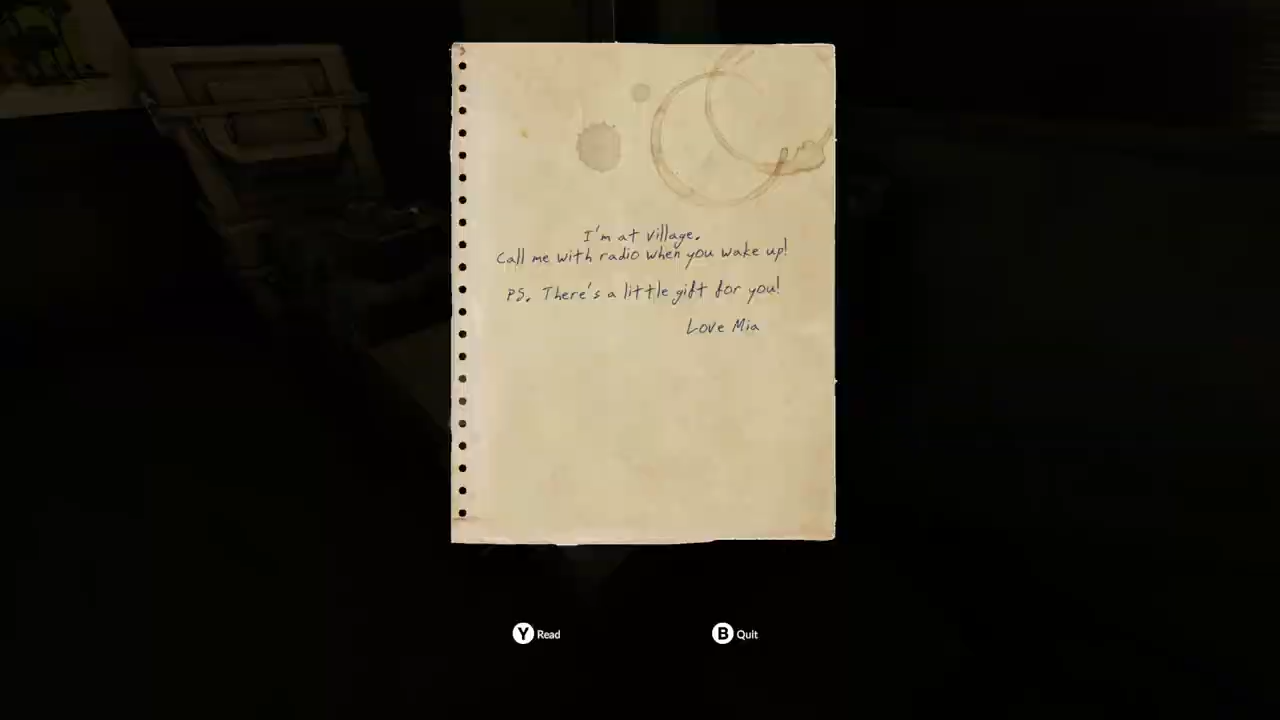 I'm at village.
Call me with radio when you wake up!
PS. There's a little gift for you!
Love Mia
Y Read
B Quit